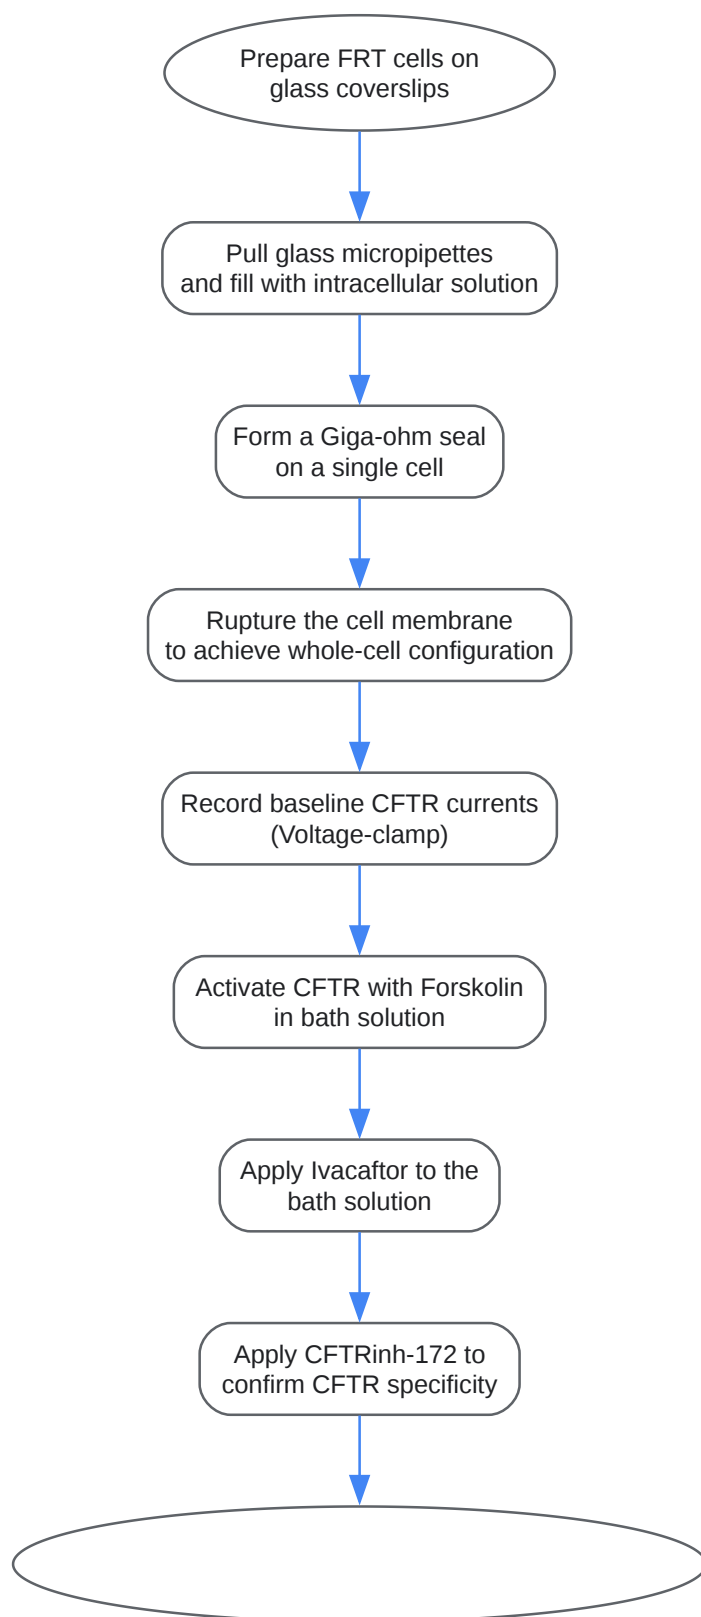 Prepare FRT cells on
glass coverslips
Pull glass micropipettes
and fill with intracellular solution
Form a Giga-ohm seal
on a single cell
Rupture the cell membrane
to achieve whole-cell configuration
Record baseline CFTR currents
(Voltage-clamp)
Activate CFTR with Forskolin
in bath solution
Apply Ivacaftor to the
bath solution
Apply CFTRinh-172 to
confirm CFTR specificity